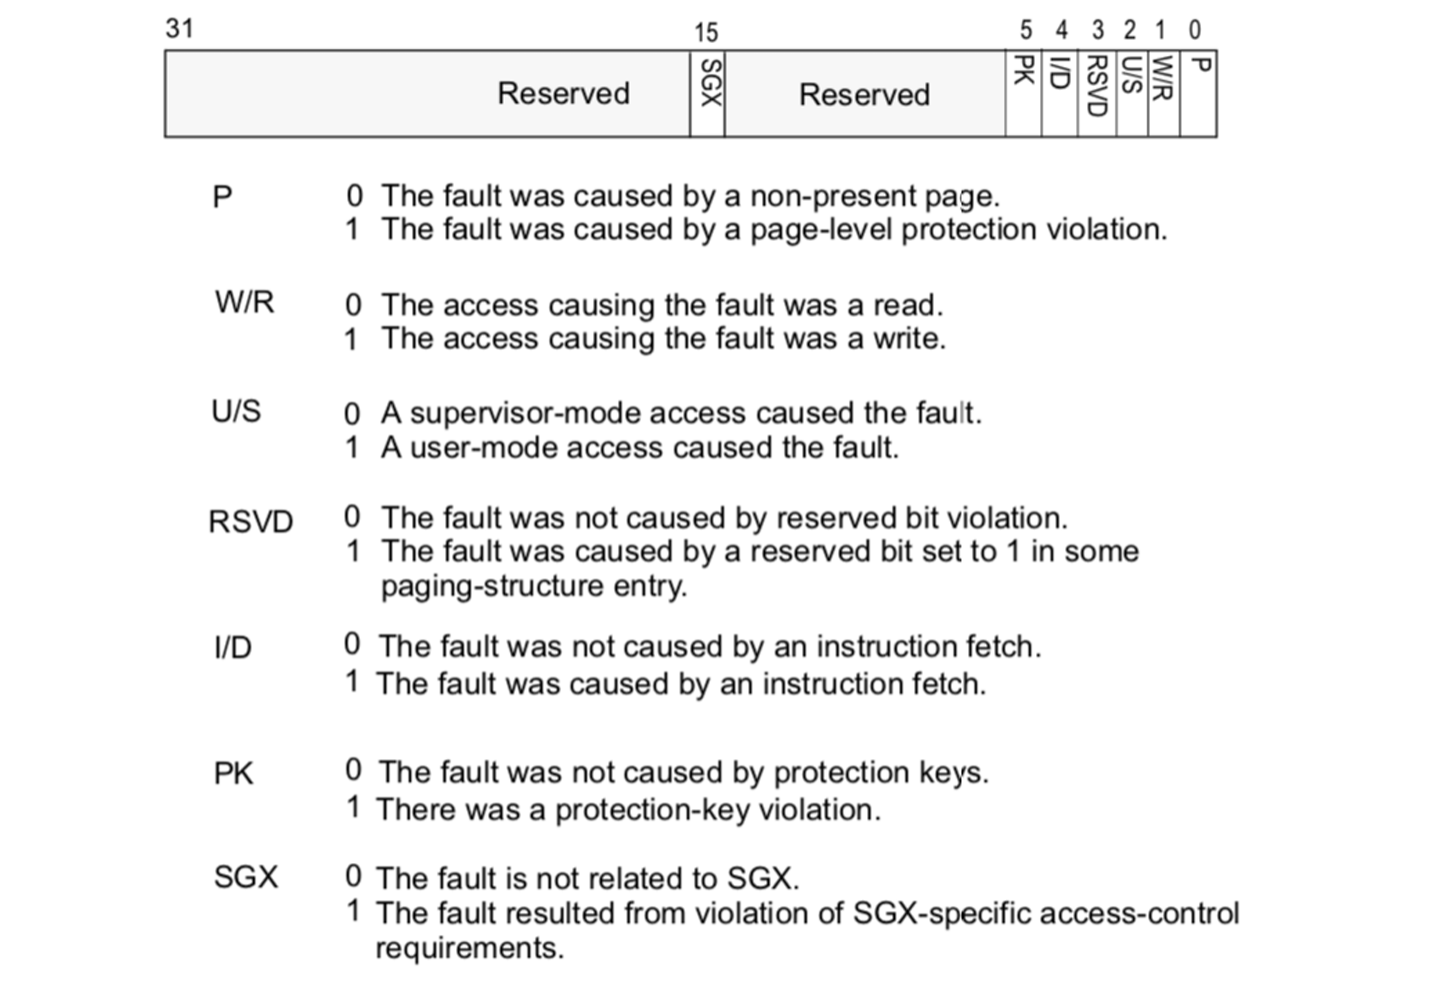 31 15 5 4 3 2 1 0
Reserved SGX Reserved PK I/D RSVD U/S W/R P
P 0 The fault was caused by a non-present page.
1 The fault was caused by a page-level protection violation.
W/R 0 The access causing the fault was a read.
1 The access causing the fault was a write.
U/S 0 A supervisor-mode access caused the fault.
1 A user-mode access caused the fault.
RSVD 0 The fault was not caused by reserved bit violation.
1 The fault was caused by a reserved bit set to 1 in some
paging-structure entry.
I/D 0 The fault was not caused by an instruction fetch.
1 The fault was caused by an instruction fetch.
PK 0 The fault was not caused by protection keys.
1 There was a protection-key violation.
SGX 0 The fault is not related to SGX.
1 The fault resulted from violation of SGX-specific access-control
requirements.